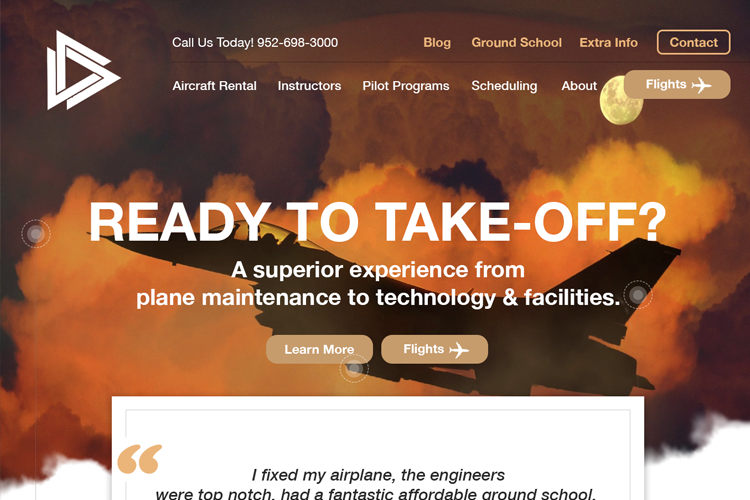 Call Us Today! 952-698-3000
Blog Ground School Extra Info Contact
Aircraft Rental Instructors Pilot Programs Scheduling About Flights
READY TO TAKE-OFF?
A superior experience from
plane maintenance to technology & facilities.
Learn More Flights
“
I fixed my airplane, the engineers
were top notch, had a fantastic affordable ground school,